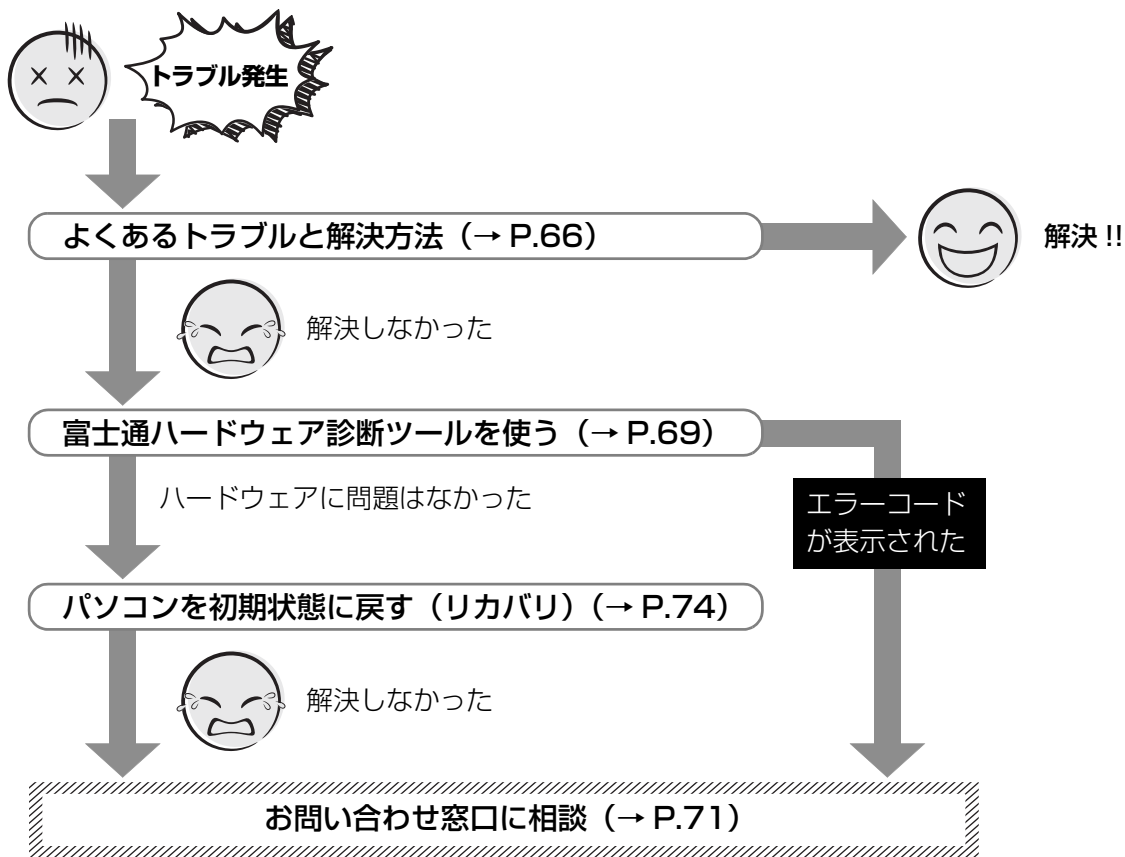 トラブル発生
よくあるトラブルと解決方法（→ P.66）
解決 !!
解決しなかった
富士通ハードウェア診断ツールを使う（→ P.69）
ハードウェアに問題はなかった
エラーコード
が表示された
パソコンを初期状態に戻す（リカバリ）（→ P.74）
解決しなかった
お問い合わせ窓口に相談（→ P.71）